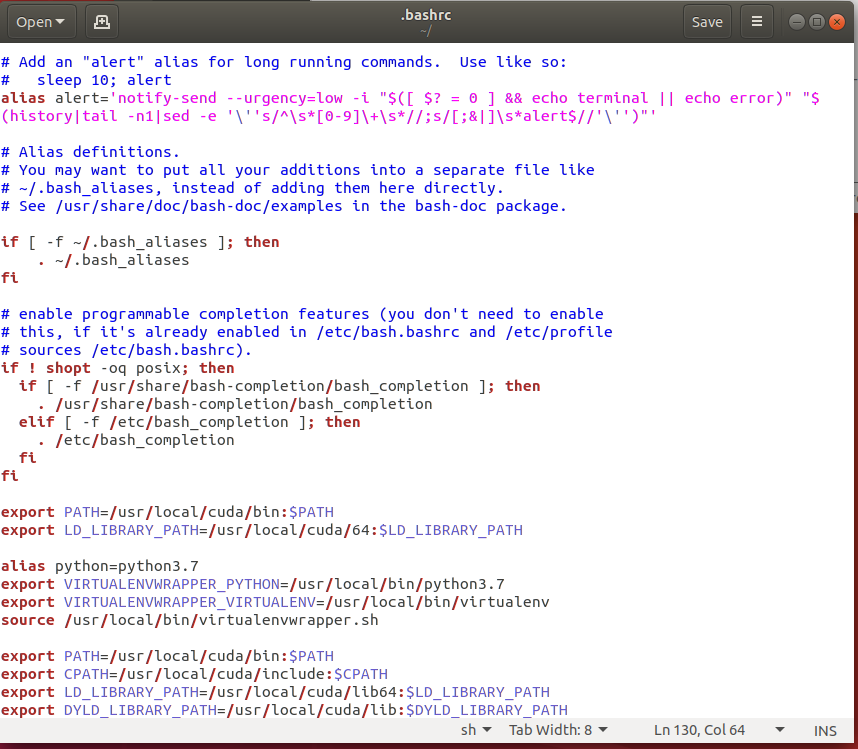 Open
.bashrc
~/
Save
# Add an "alert" alias for long running commands.  Use like so:
#   sleep 10; alert
alias alert='notify-send --urgency=low -i "$([ $? = 0 ] && echo terminal || echo error)" "$
(history|tail -n1|sed -e '\''s/^\s*[0-9]\+\s*//;s/[;&|]\s*alert$//'\'')"'
# Alias definitions.
# You may want to put all your additions into a separate file like
# ~/.bash_aliases, instead of adding them here directly.
# See /usr/share/doc/bash-doc/examples in the bash-doc package.
if [ -f ~/.bash_aliases ]; then
    . ~/.bash_aliases
fi
# enable programmable completion features (you don't need to enable
# this, if it's already enabled in /etc/bash.bashrc and /etc/profile
# sources /etc/bash.bashrc).
if ! shopt -oq posix; then
  if [ -f /usr/share/bash-completion/bash_completion ]; then
    . /usr/share/bash-completion/bash_completion
  elif [ -f /etc/bash_completion ]; then
    . /etc/bash_completion
  fi
fi
export PATH=/usr/local/cuda/bin:$PATH
export LD_LIBRARY_PATH=/usr/local/cuda/64:$LD_LIBRARY_PATH
alias python=python3.7
export VIRTUALENVWRAPPER_PYTHON=/usr/local/bin/python3.7
export VIRTUALENVWRAPPER_VIRTUALENV=/usr/local/bin/virtualenv
source /usr/local/bin/virtualenvwrapper.sh
export PATH=/usr/local/cuda/bin:$PATH
export CPATH=/usr/local/cuda/include:$CPATH
export LD_LIBRARY_PATH=/usr/local/cuda/lib64:$LD_LIBRARY_PATH
export DYLD_LIBRARY_PATH=/usr/local/cuda/lib:$DYLD_LIBRARY_PATH
sh
Tab Width: 8
Ln 130, Col 64
INS